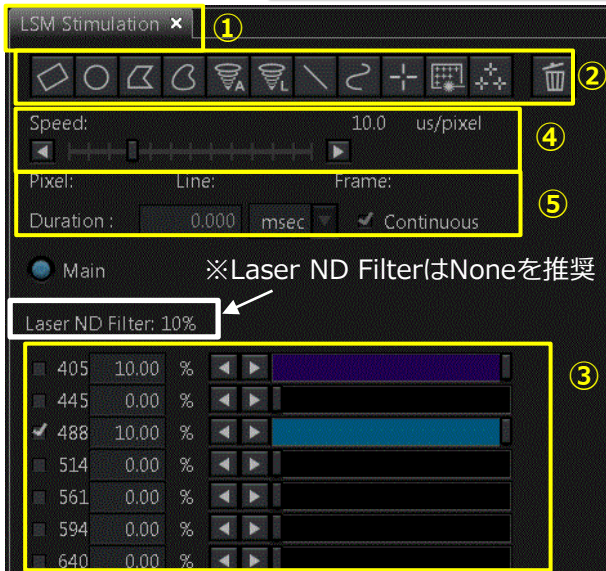 LSM Stimulation × ①
A L ②
Speed: 10.0 us/pixel ④
Pixel: Line: Frame: ⑤
Duration : 0.000 msec Continuous
Main ※Laser ND FilterはNoneを推奨
Laser ND Filter: 10%
③
405 10.00 %
445 0.00 %
488 10.00 %
514 0.00 %
561 0.00 %
594 0.00 %
640 0.00 %